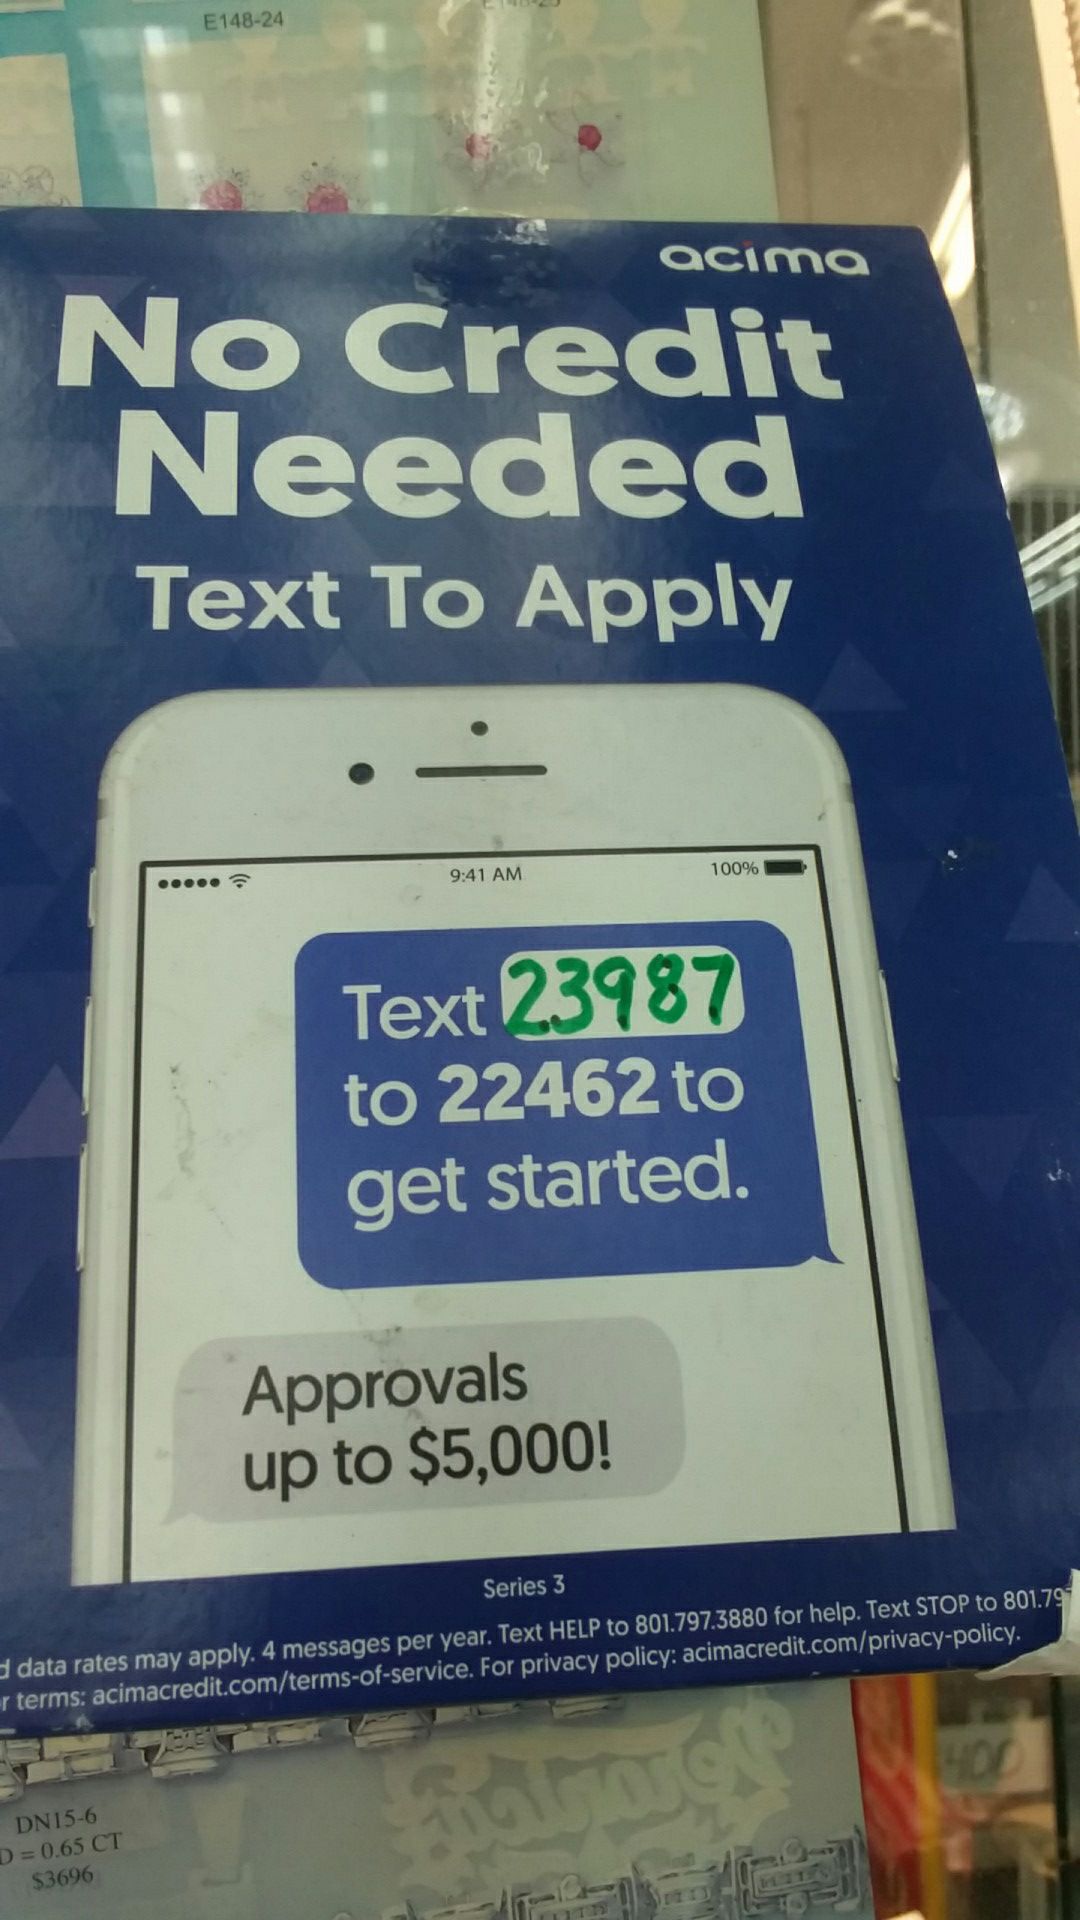 E148-24
acima
No Credit
Needed
Text To Apply
9:41 AM
100%
Text 23987
to 22462 to
get started.
Approvals
up to $5,000!
Series 3
data rates may apply. 4 messages per year. Text HELP to 801.797.3880 for help. Text STOP to 801.79
terms: acimacredit.com/terms-of-service. For privacy policy: acimacredit.com/privacy-policy.
DN15-6
D = 0.65 CT
$3696